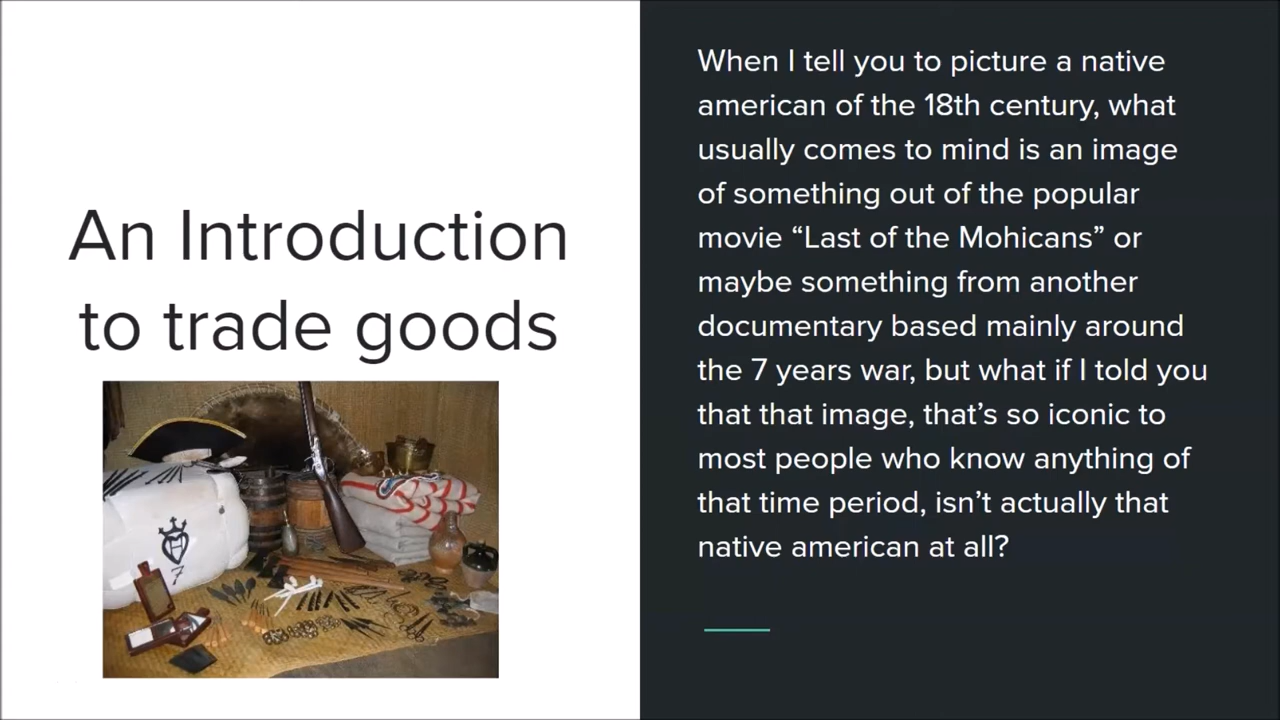 An Introduction
to trade goods
7
When I tell you to picture a native
american of the 18th century, what
usually comes to mind is an image
of something out of the popular
movie “Last of the Mohicans” or
maybe something from another
documentary based mainly around
the 7 years war, but what if I told you
that that image, that’s so iconic to
most people who know anything of
that time period, isn’t actually that
native american at all?